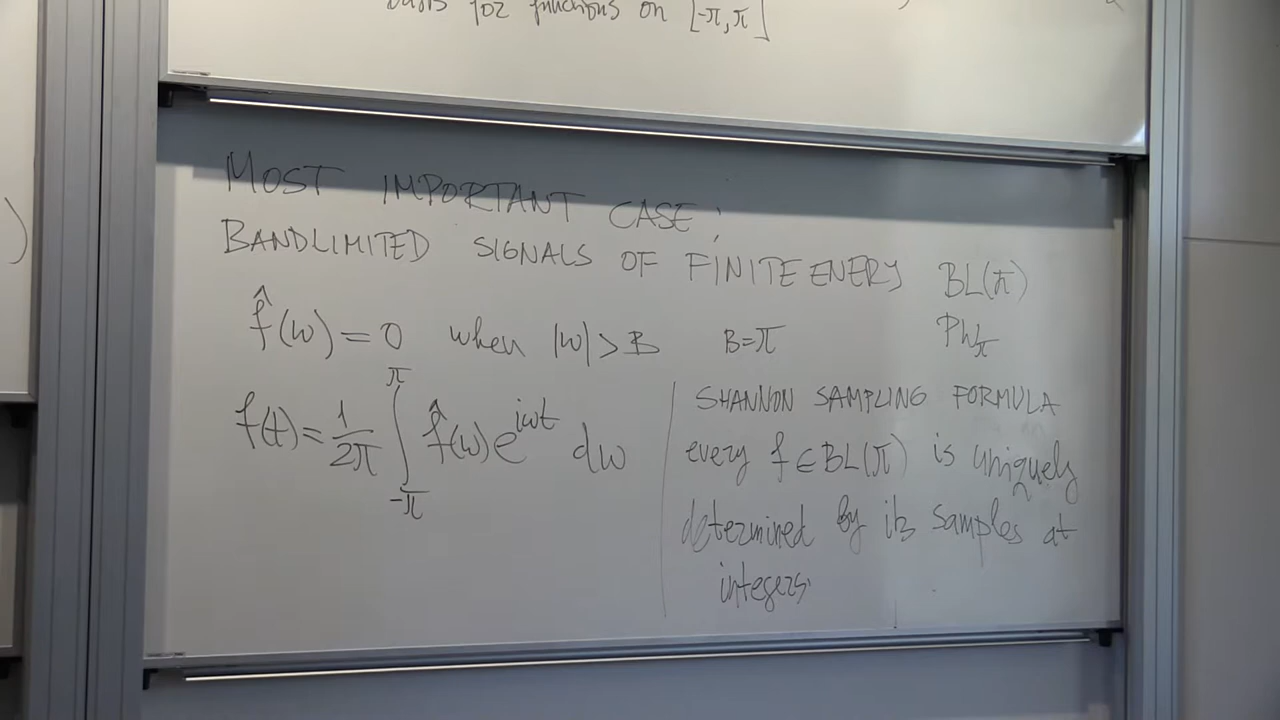 basis for functions on [-π, π]
MOST IMPORTANT CASE:
BANDLIMITED SIGNALS OF FINITE ENERY BL(π)
f̂(ω) = 0 when |ω| > B B=π PW_π
f(t) = 1/2π ∫_{-π}^{π} f̂(ω) e^{iωt} dω
SHANNON SAMPLING FORMULA
every f ∈ BL(π) is uniquely
determined by its samples at
integers